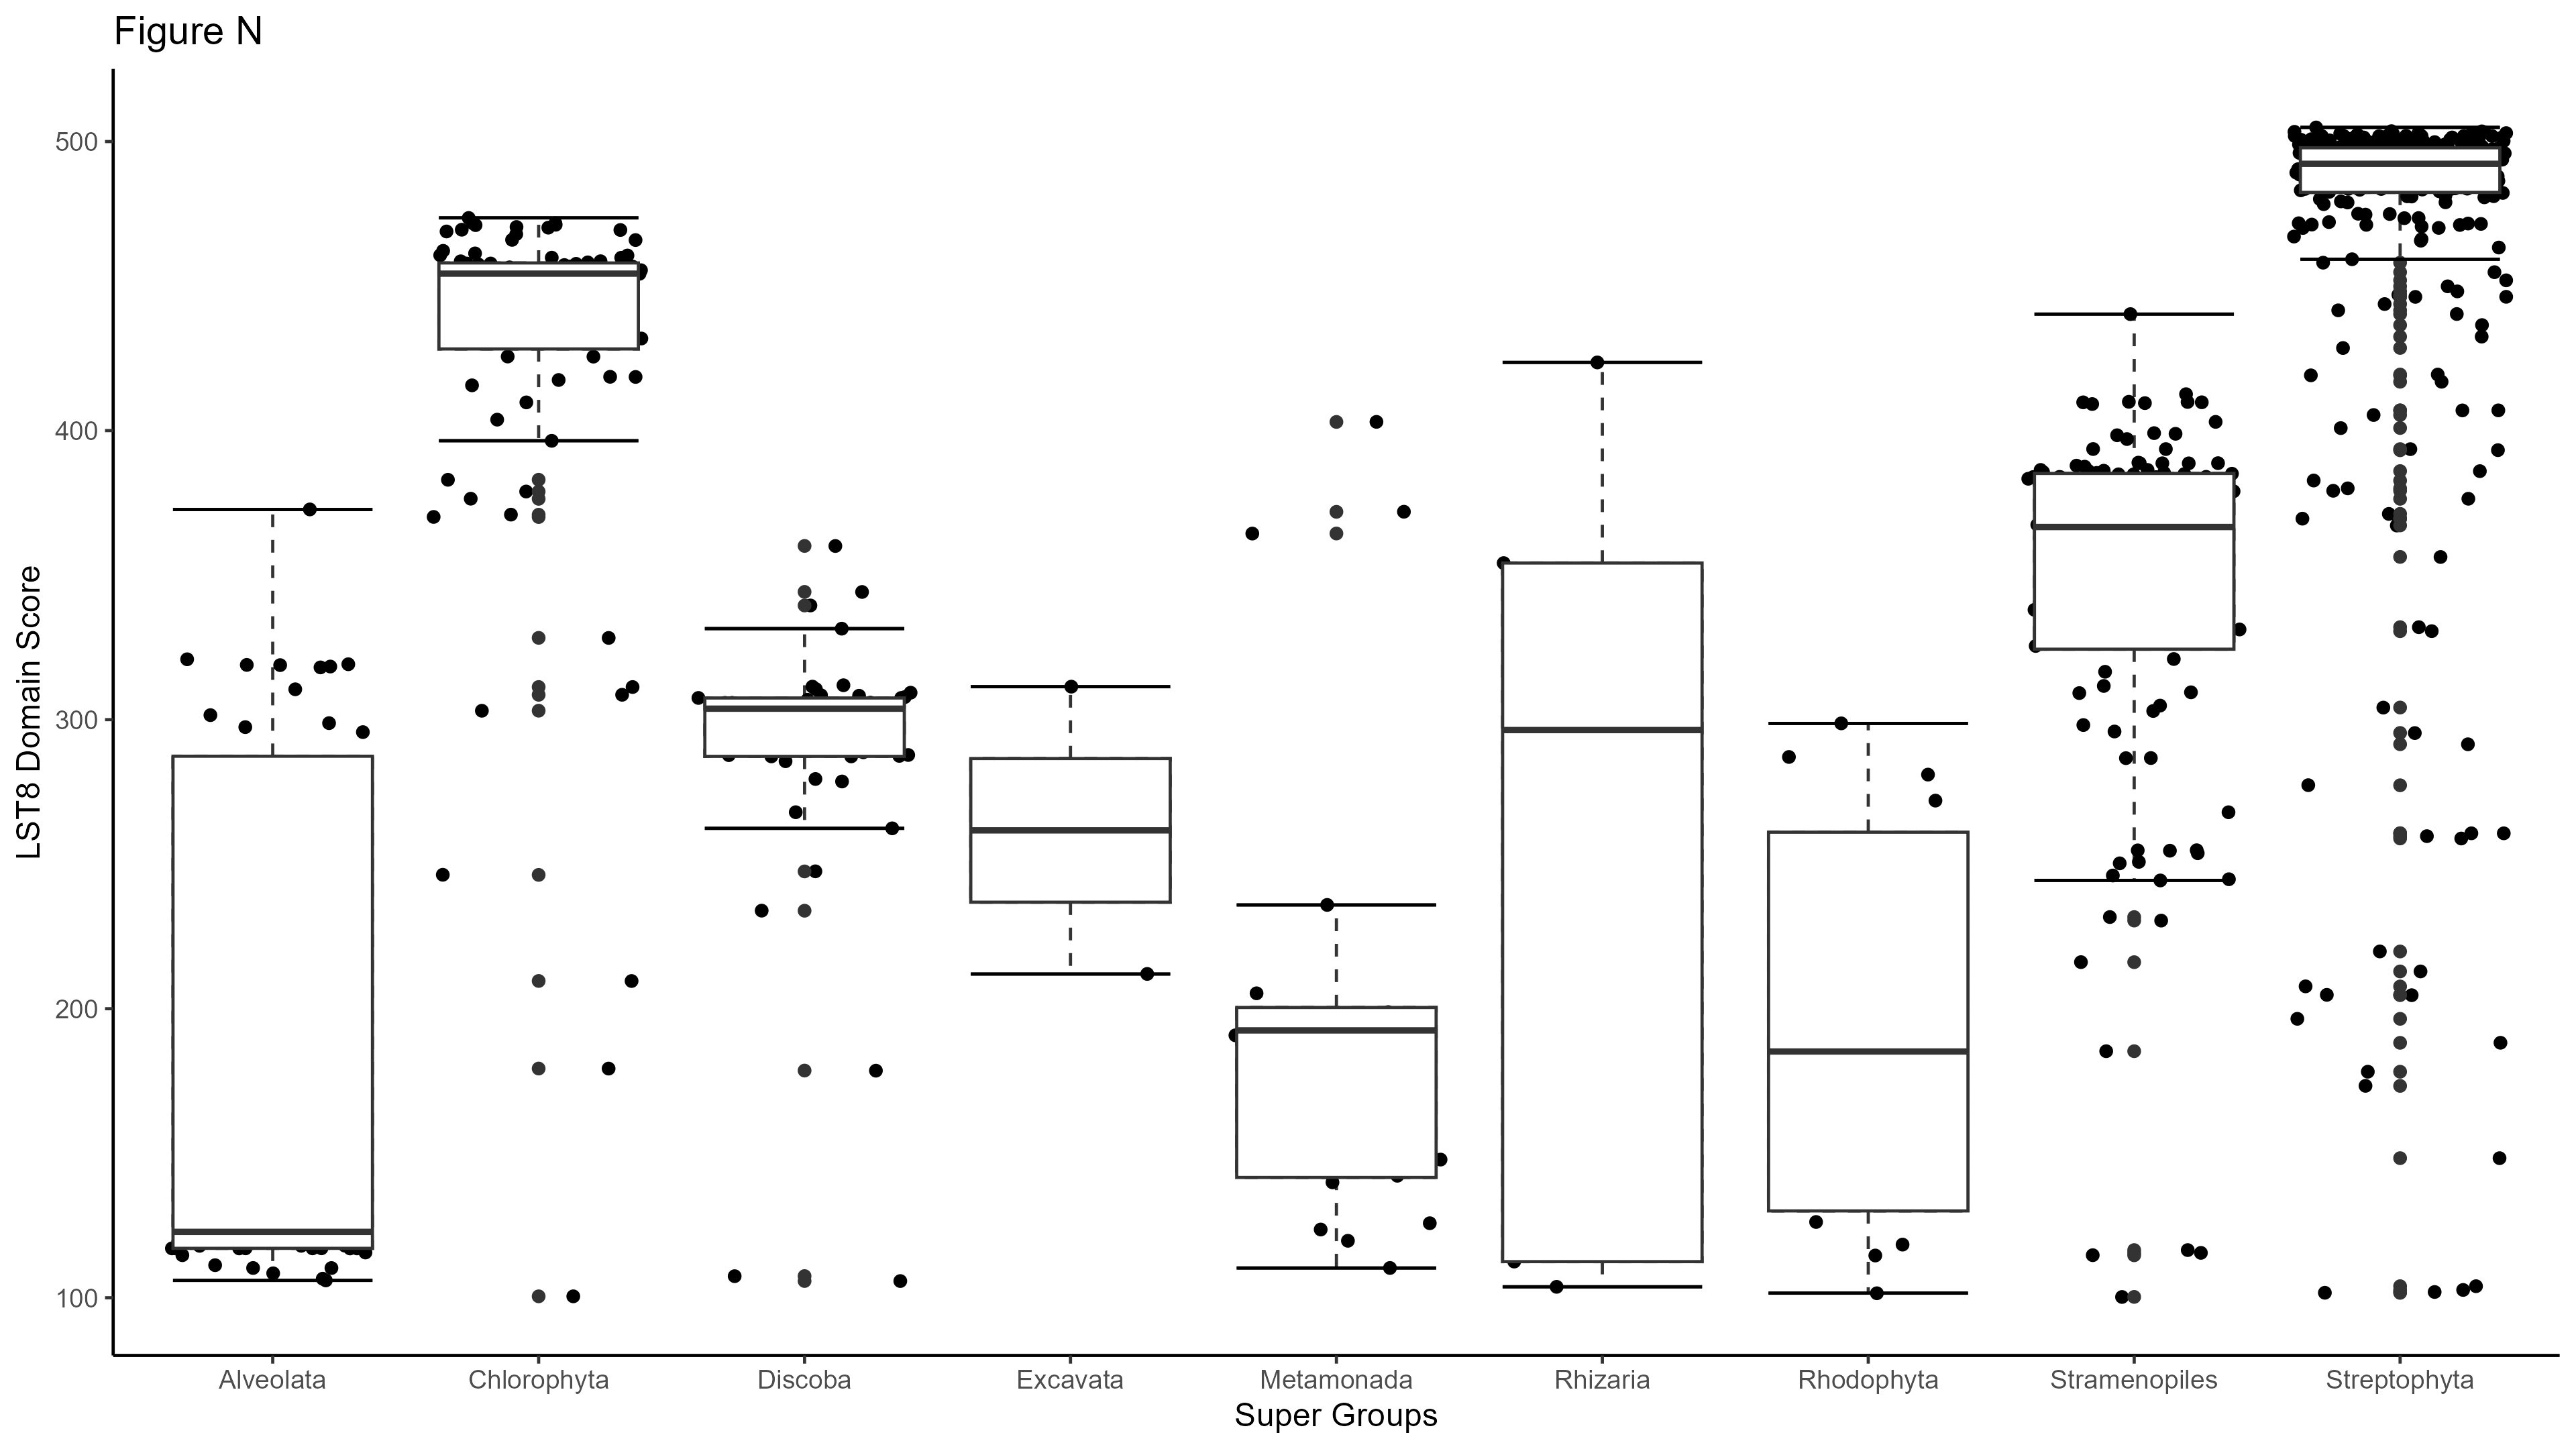 Figure N
LST8 Domain Score
500
400
300
200
100
Alveolata Chlorophyta Discoba Excavata Metamonada Rhizaria Rhodophyta Stramenopiles Streptophyta
Super Groups